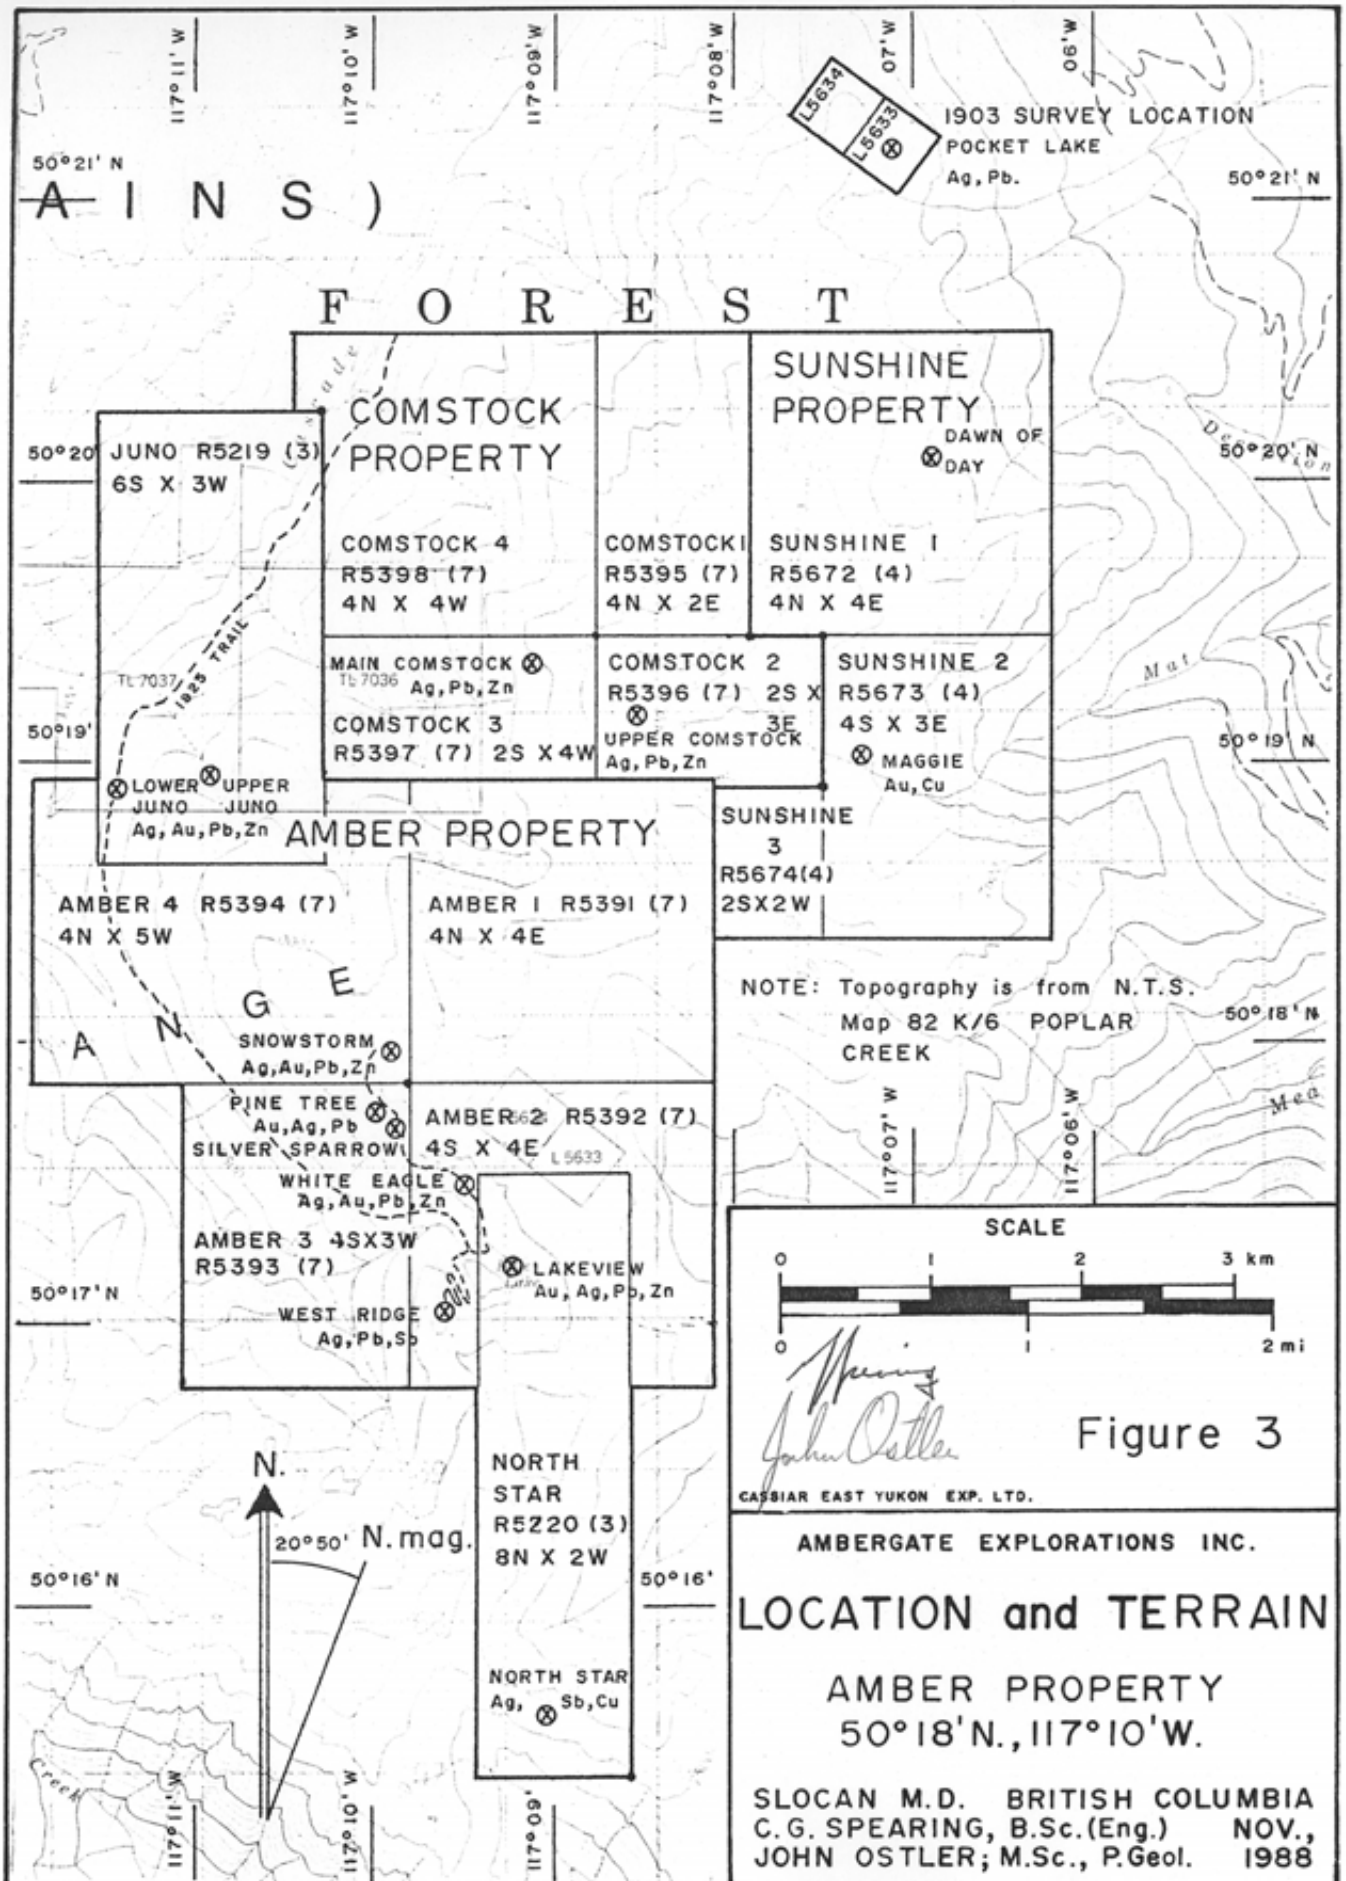 117°11' W
117°10' W
117°09' W
117°08' W
07' W
06' W
L5634
L5633
1903 SURVEY LOCATION
POCKET LAKE
Ag, Pb.
50°21' N
50°21' N
A I N S )
F O R E S T
SUNSHINE
PROPERTY
COMSTOCK
PROPERTY
DAWN OF
DAY
50°20'
50°20' N
JUNO R5219 (3)
6S X 3W
COMSTOCK 4
R5398 (7)
4N X 4W
COMSTOCK 1
R5395 (7)
4N X 2E
SUNSHINE 1
R5672 (4)
4N X 4E
1925 TRAIL
TL 7037
MAIN COMSTOCK
TL 7036
Ag, Pb, Zn
COMSTOCK 3
R5397 (7) 2S X 4W
COMSTOCK 2
R5396 (7) 2S X
3E
UPPER COMSTOCK
Ag, Pb, Zn
SUNSHINE 2
R5673 (4)
4S X 3E
MAGGIE
Au, Cu
Mat
50°19'
50°19' N
LOWER
JUNO
UPPER
JUNO
Ag, Au, Pb, Zn
AMBER PROPERTY
SUNSHINE
3
R5674(4)
2SX2W
AMBER 4 R5394 (7)
4N X 5W
AMBER 1 R5391 (7)
4N X 4E
A N G E
NOTE: Topography is from N.T.S.
Map 82 K/6 POPLAR
CREEK
50°18' N
Mea
SNOWSTORM
Ag, Au, Pb, Zn
PINE TREE
Au, Ag, Pb
SILVER SPARROW
AMBER 2 R5392 (7)
4S X 4E
L 5633
WHITE EAGLE
Ag, Au, Pb, Zn
117°07' W
117°06' W
AMBER 3 4SX3W
R5393 (7)
LAKEVIEW
Au, Ag, Pb, Zn
WEST RIDGE
Ag, Pb, Sb
50°17' N
SCALE
0 1 2 3 km
0 1 2 mi
John Ostler
Figure 3
CASSIAR EAST YUKON EXP. LTD.
NORTH
STAR
R5220 (3)
8N X 2W
N.
20°50' N. mag.
50°16' N
50°16'
NORTH STAR
Ag, Sb, Cu
Creek
117°11' W
117°10' W
117°09'
AMBERGATE EXPLORATIONS INC.
LOCATION and TERRAIN
AMBER PROPERTY
50°18'N., 117°10'W.
SLOCAN M.D. BRITISH COLUMBIA
C.G. SPEARING, B.Sc.(Eng.) NOV.,
JOHN OSTLER; M.Sc., P.Geol. 1988